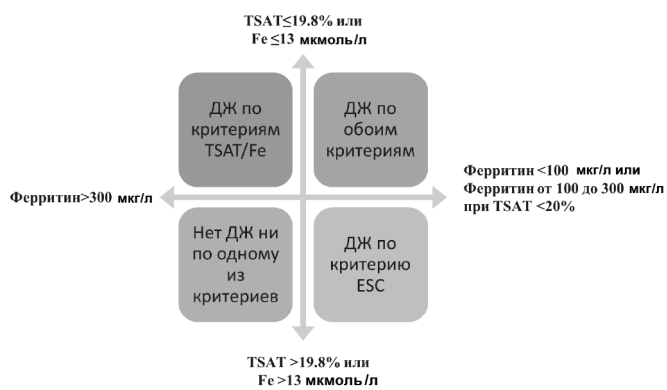 TSAT≤19.8% или
Fe ≤13 мкмоль/л
ДЖ по
критериям
TSAT/Fe
ДЖ по
обоим
критериям
Ферритин>300 мкг/л
Ферритин <100 мкг/л или
Ферритин от 100 до 300 мкг/л
при TSAT <20%
Нет ДЖ ни
по одному
из
критериев
ДЖ по
критерию
ESC
TSAT >19.8% или
Fe >13 мкмоль/л